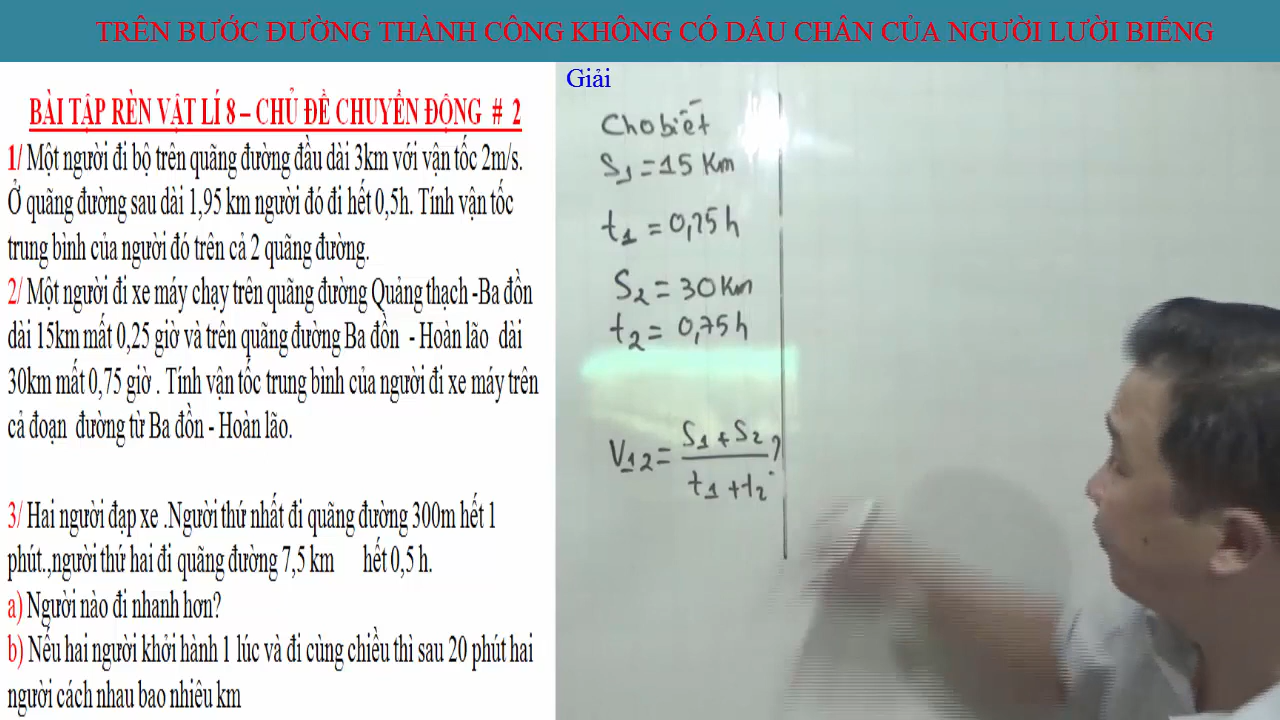 TRÊN BƯỚC ĐƯỜNG THÀNH CÔNG KHÔNG CÓ DẤU CHÂN CỦA NGƯỜI LƯỜI BIẾNG
BÀI TẬP RÈN VẬT LÍ 8 – CHỦ ĐỀ CHUYỂN ĐỘNG # 2
1/ Một người đi bộ trên quãng đường đầu dài 3km với vận tốc 2m/s.
Ở quãng đường sau dài 1,95 km người đó đi hết 0,5h. Tính vận tốc
trung bình của người đó trên cả 2 quãng đường.
2/ Một người đi xe máy chạy trên quãng đường Quảng thạch -Ba đồn
dài 15km mất 0,25 giờ và trên quãng đường Ba đồn - Hoàn lão dài
30km mất 0,75 giờ . Tính vận tốc trung bình của người đi xe máy trên
cả đoạn đường từ Ba đồn - Hoàn lão.
3/ Hai người đạp xe .Người thứ nhất đi quãng đường 300m hết 1
phút.,người thứ hai đi quãng đường 7,5 km hết 0,5 h.
a) Người nào đi nhanh hơn?
b) Nếu hai người khởi hành 1 lúc và đi cùng chiều thì sau 20 phút hai
người cách nhau bao nhiêu km
Giải
Cho biết
S1 = 15 Km
t1 = 0,25h
S2 = 30 Km
t2 = 0,75h
V12 = S1 + S2 / t1 + t2 ?